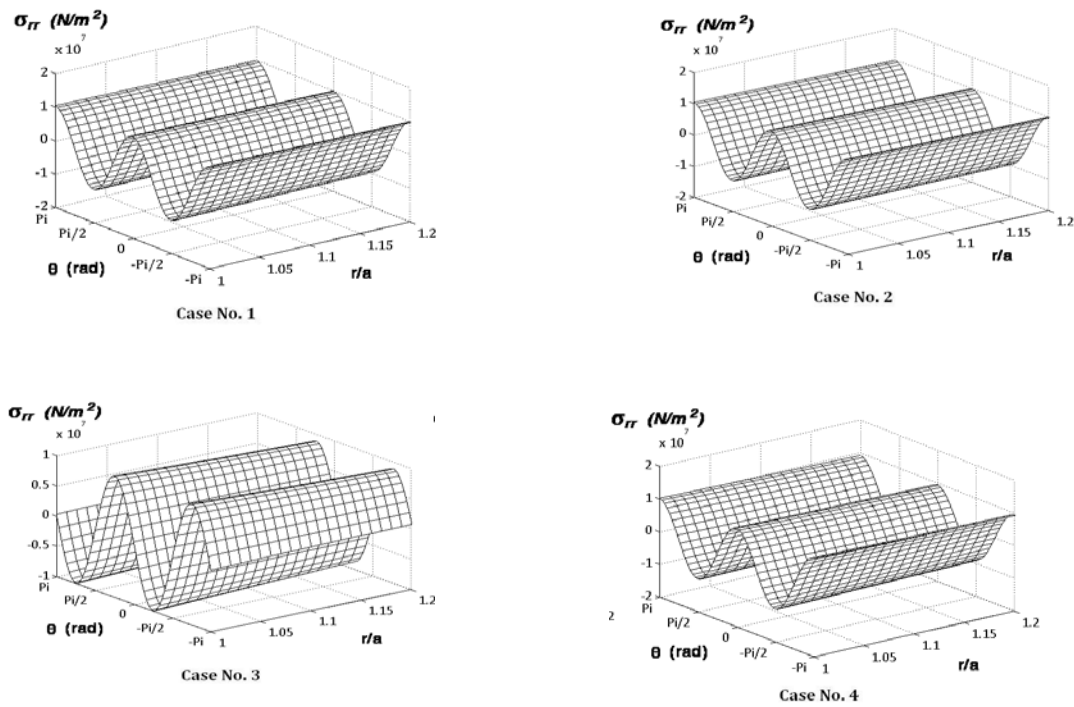 σrr (N/m²)
x 10⁷
2
1
0
-1
-2
Pi
Pi/2
0
-Pi/2
-Pi
θ (rad)
1
1.05
1.1
1.15
1.2
r/a
Case No. 1
σrr (N/m²)
x 10⁷
2
1
0
-1
-2
Pi
Pi/2
0
-Pi/2
-Pi
θ (rad)
1
1.05
1.1
1.15
1.2
r/a
Case No. 2
σrr (N/m²)
x 10⁷
1
0.5
0
-0.5
-1
Pi
Pi/2
0
-Pi/2
-Pi
θ (rad)
1
1.05
1.1
1.15
1.2
r/a
Case No. 3
σrr (N/m²)
x 10⁷
2
1
0
-1
-2
2
Pi
Pi/2
0
-Pi/2
-Pi
θ (rad)
1
1.05
1.1
1.15
1.2
r/a
Case No. 4